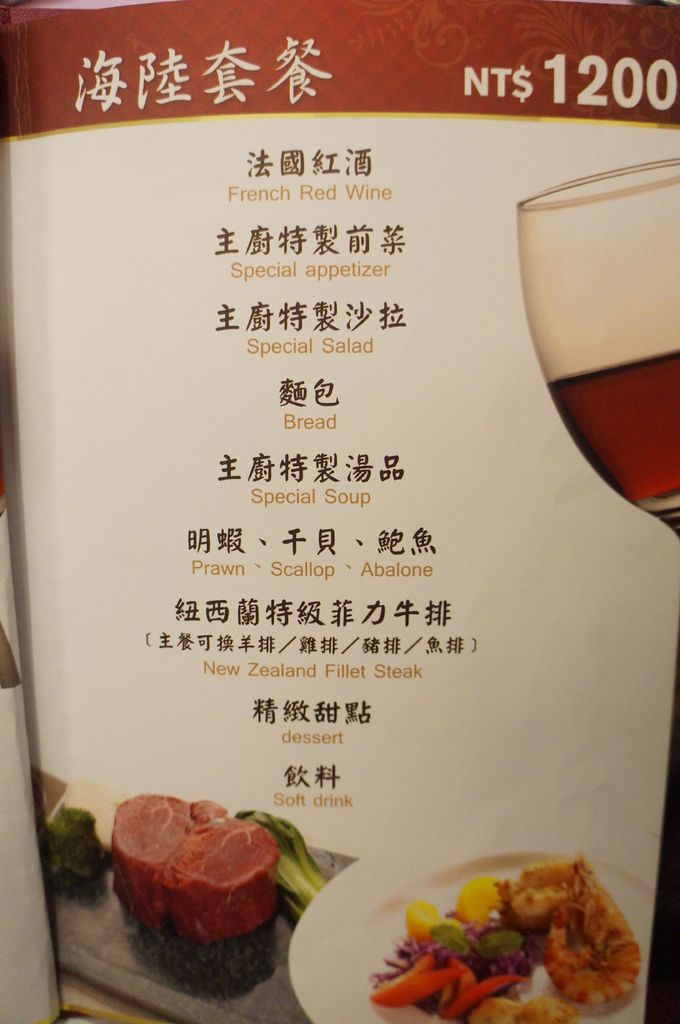 海陸套餐 NT$ 1200
法國紅酒
French Red Wine
主廚特製前菜
Special appetizer
主廚特製沙拉
Special Salad
麵包
Bread
主廚特製湯品
Special Soup
明蝦、干貝、鮑魚
Prawn、Scallop、Abalone
紐西蘭特級菲力牛排
〔主餐可換羊排／雞排／豬排／魚排〕
New Zealand Fillet Steak
精緻甜點
dessert
飲料
Soft drink